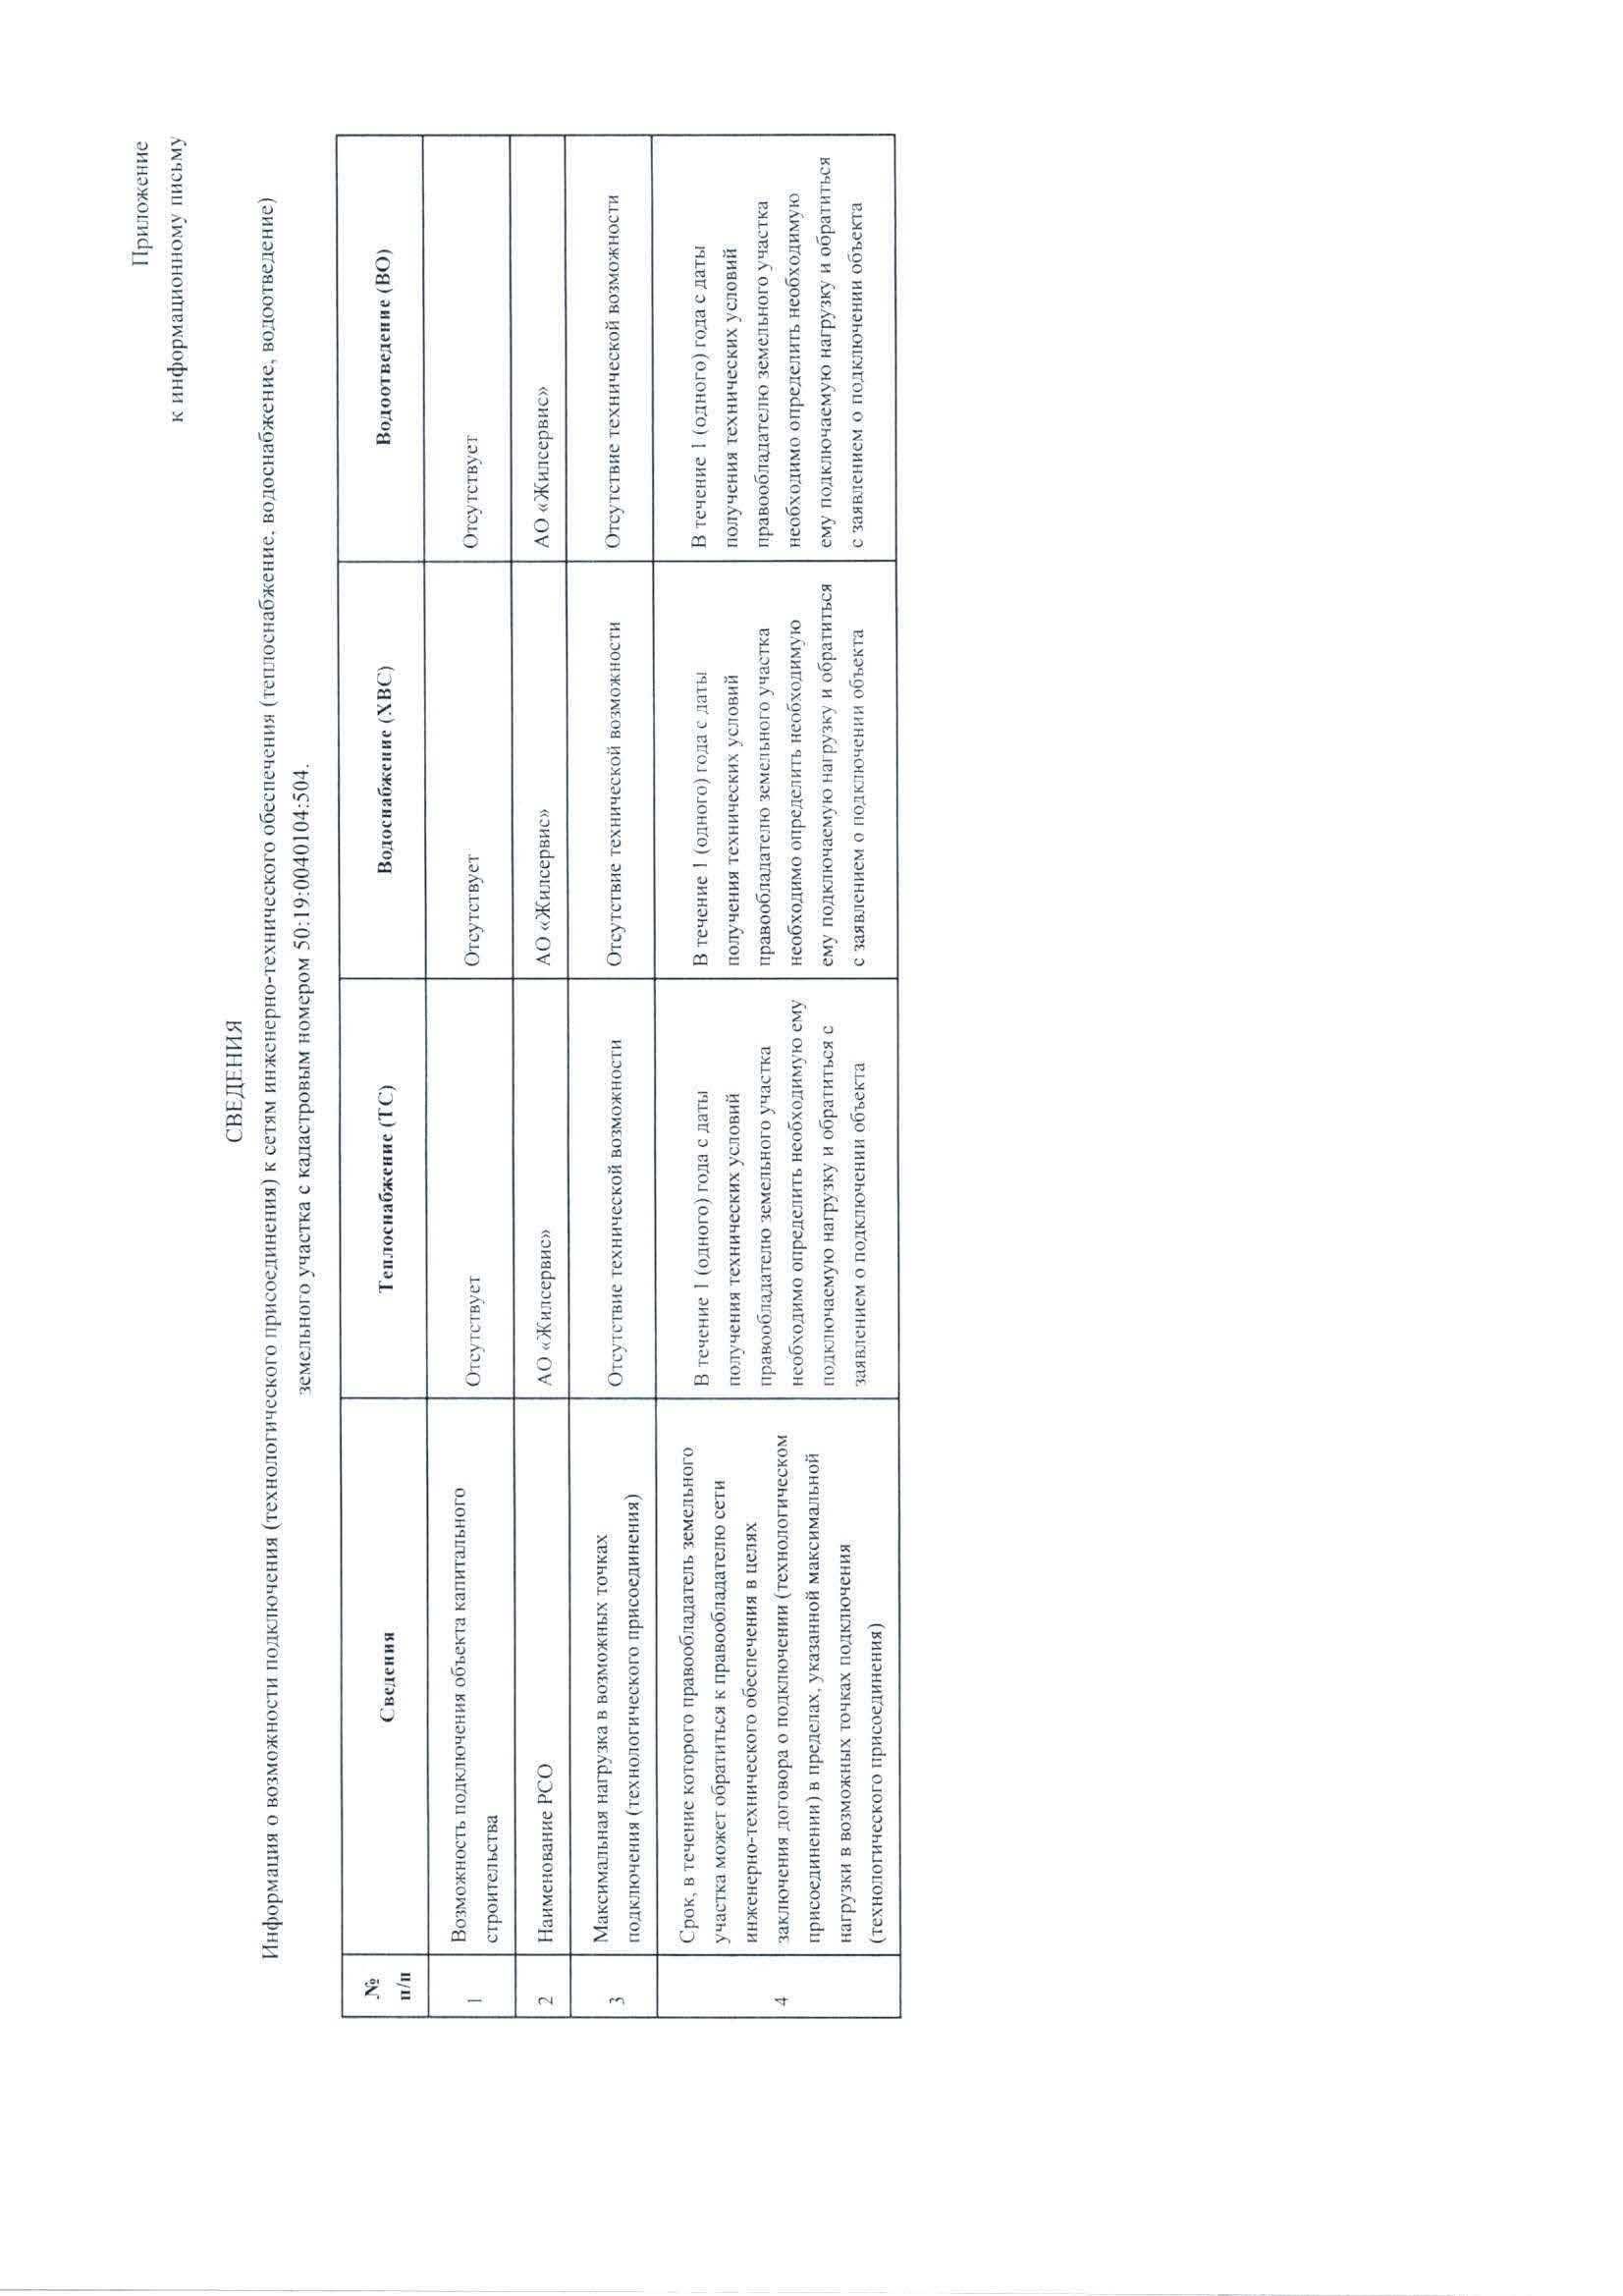 Приложение
к информационному письму
СВЕДЕНИЯ
Информация о возможности подключения (технологического присоединения) к сетям инженерно-технического обеспечения (теплоснабжение, водоснабжение, водоотведение)
земельного участка с кадастровым номером 50:19:0040104:504.
№
п/п
Сведения
Теплоснабжение (ТС)
Водоснабжение (ХВС)
Водоотведение (ВО)
1
Возможность подключения объекта капитального
строительства
Отсутствует
Отсутствует
Отсутствует
2
Наименование РСО
АО «Жилсервис»
АО «Жилсервис»
АО «Жилсервис»
3
Максимальная нагрузка в возможных точках
подключения (технологического присоединения)
Отсутствие технической возможности
Отсутствие технической возможности
Отсутствие технической возможности
4
Срок, в течение которого правообладатель земельного
участка может обратиться к правообладателю сети
инженерно-технического обеспечения в целях
заключения договора о подключении (технологическом
присоединении) в пределах, указанной максимальной
нагрузки в возможных точках подключения
(технологического присоединения)
В течение 1 (одного) года с даты
получения технических условий
правообладателю земельного участка
необходимо определить необходимую ему
подключаемую нагрузку и обратиться с
заявлением о подключении объекта
В течение 1 (одного) года с даты
получения технических условий
правообладателю земельного участка
необходимо определить необходимую
ему подключаемую нагрузку и обратиться
с заявлением о подключении объекта
В течение 1 (одного) года с даты
получения технических условий
правообладателю земельного участка
необходимо определить необходимую
ему подключаемую нагрузку и обратиться
с заявлением о подключении объекта